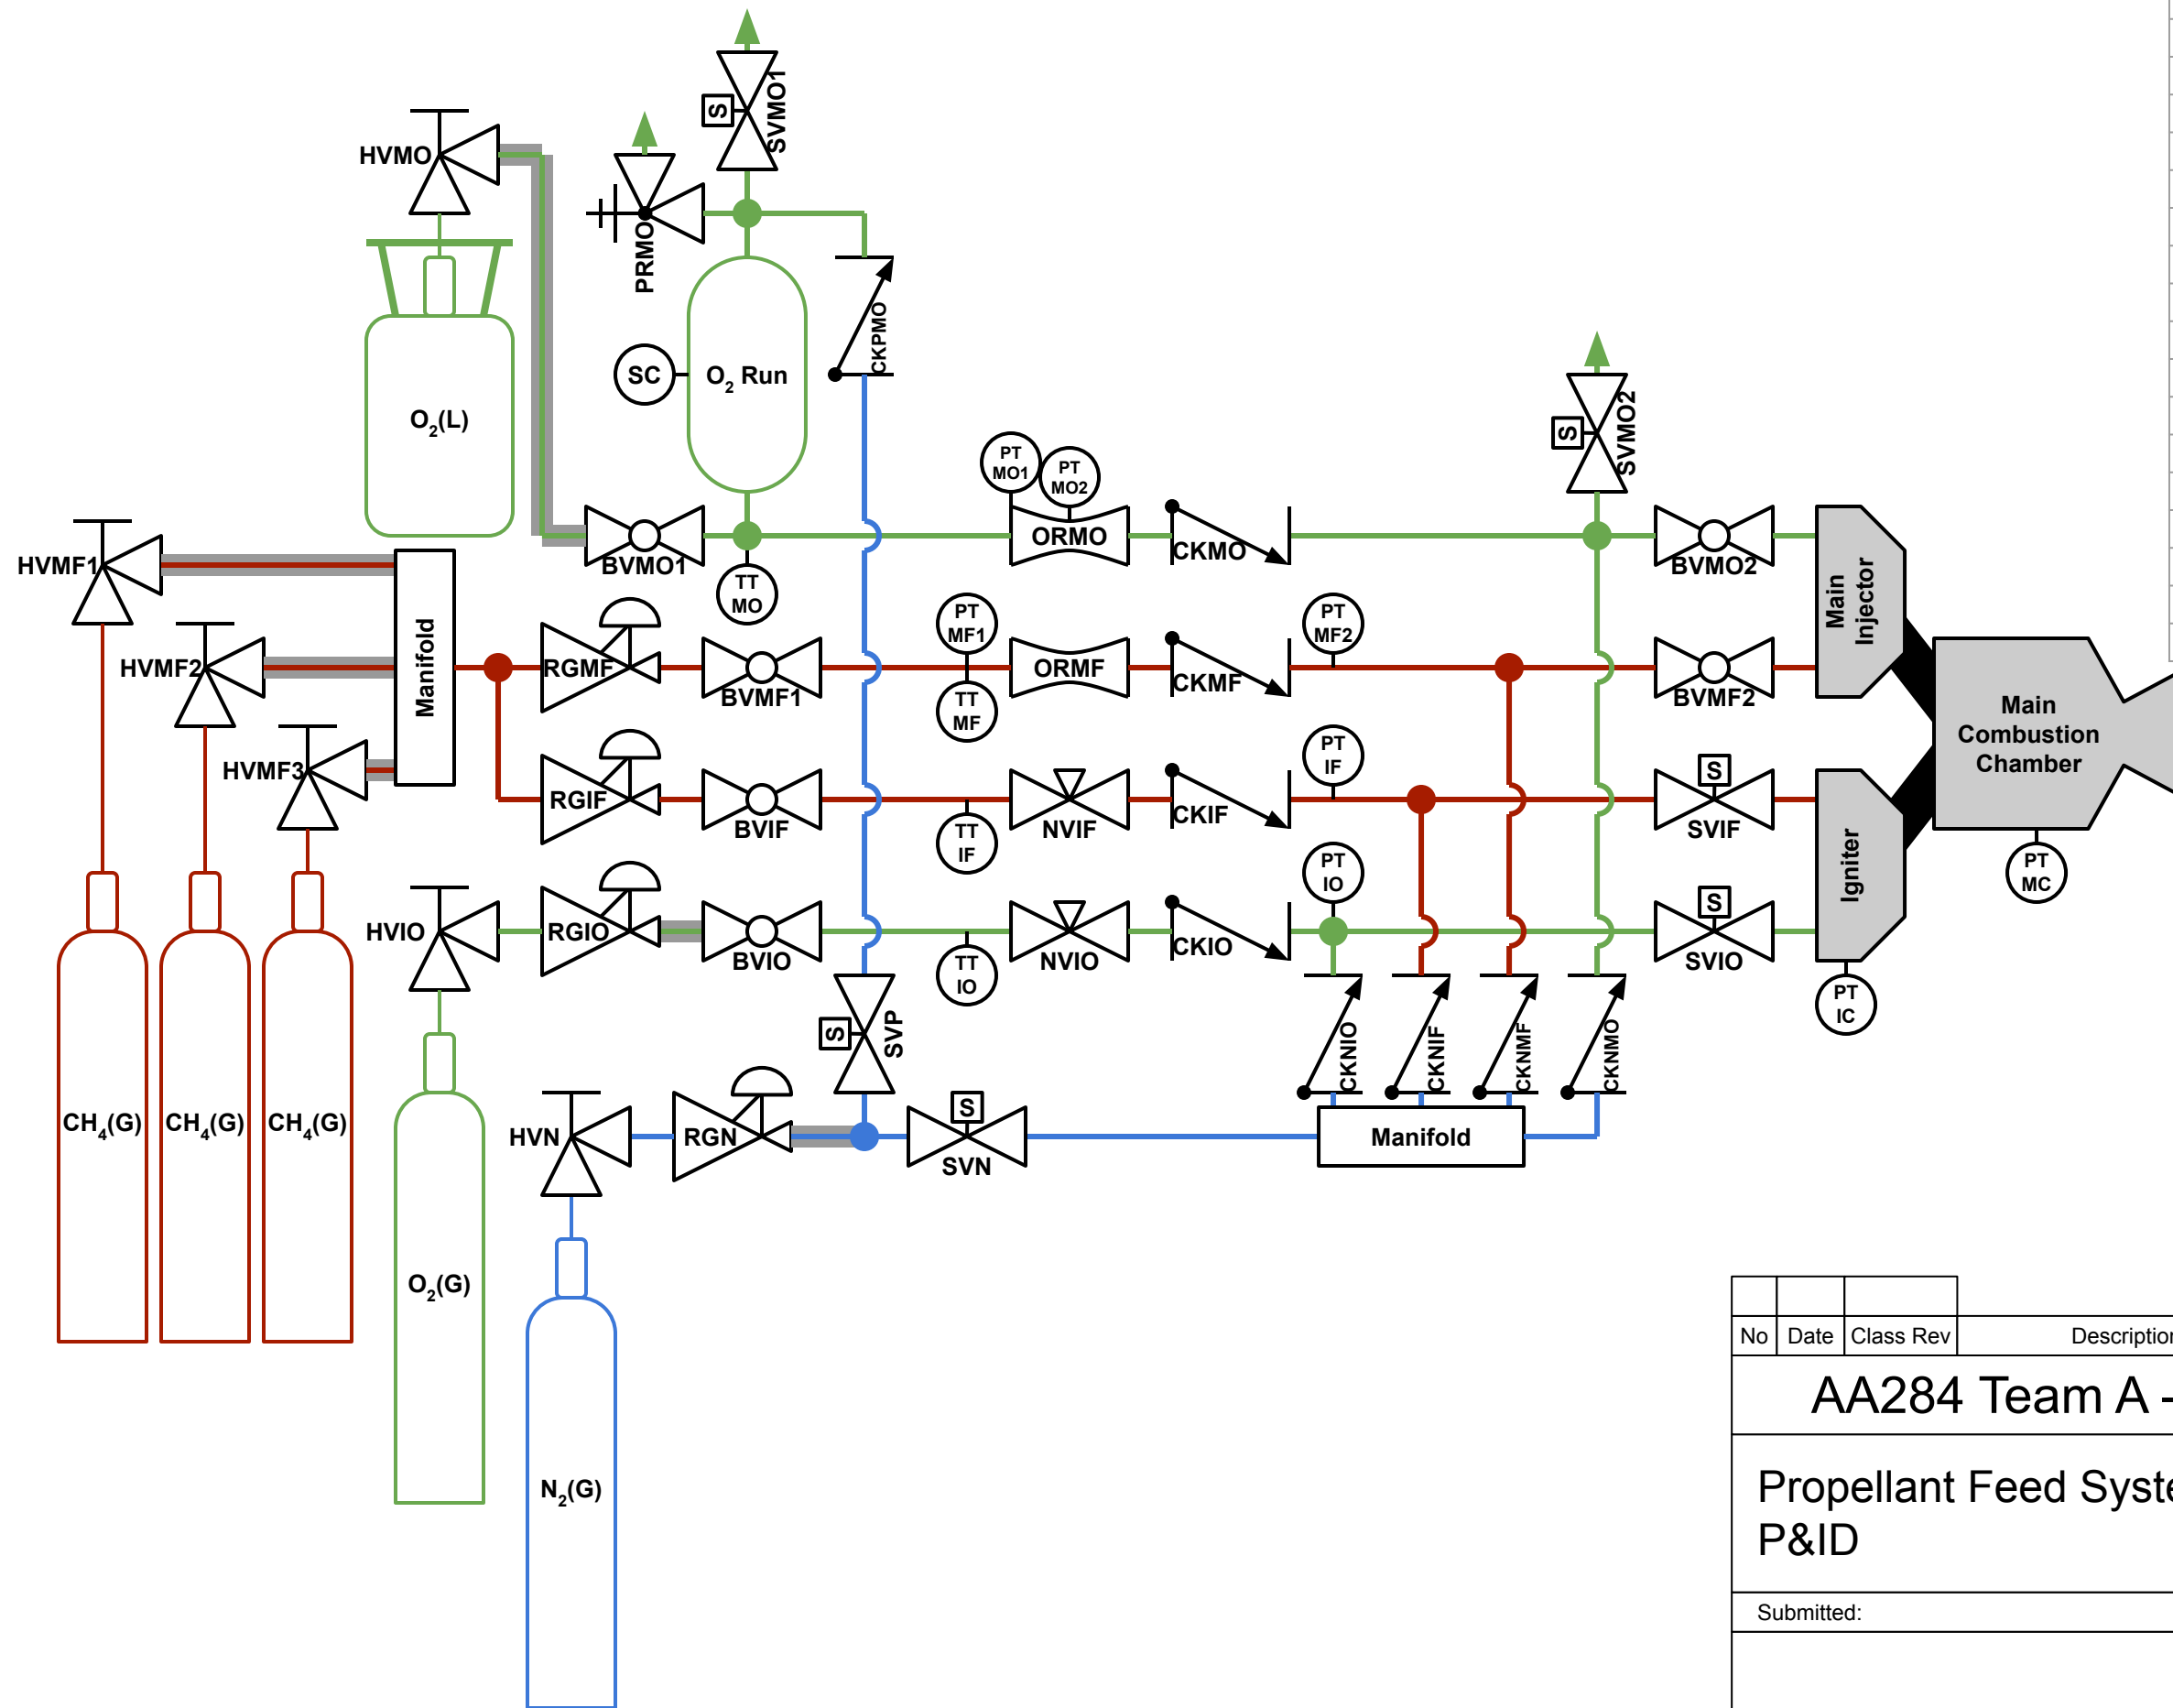 SVMO1
S
HVMO
PRMO
CKPMO
SC
O₂ Run
O₂(L)
SVMO2
S
PT
MO1
PT
MO2
ORMO
CKMO
BVMO1
BVMO2
TT
MO
HVMF1
HVMF2
HVMF3
Manifold
RGMF
BVMF1
PT
MF1
TT
MF
ORMF
CKMF
PT
MF2
BVMF2
Main
Injector
Main
Combustion
Chamber
RGIF
BVIF
TT
IF
NVIF
CKIF
PT
IF
S
SVIF
Igniter
PT
MC
HVIO
RGIO
BVIO
TT
IO
NVIO
CKIO
PT
IO
S
SVIO
PT
IC
S
SVP
CKNIO
CKNIF
CKNMF
CKNMO
CH₄(G)
CH₄(G)
CH₄(G)
HVN
RGN
S
SVN
Manifold
O₂(G)
N₂(G)
No Date Class Rev Description
AA284 Team A -
Propellant Feed Syste
P&ID
Submitted: